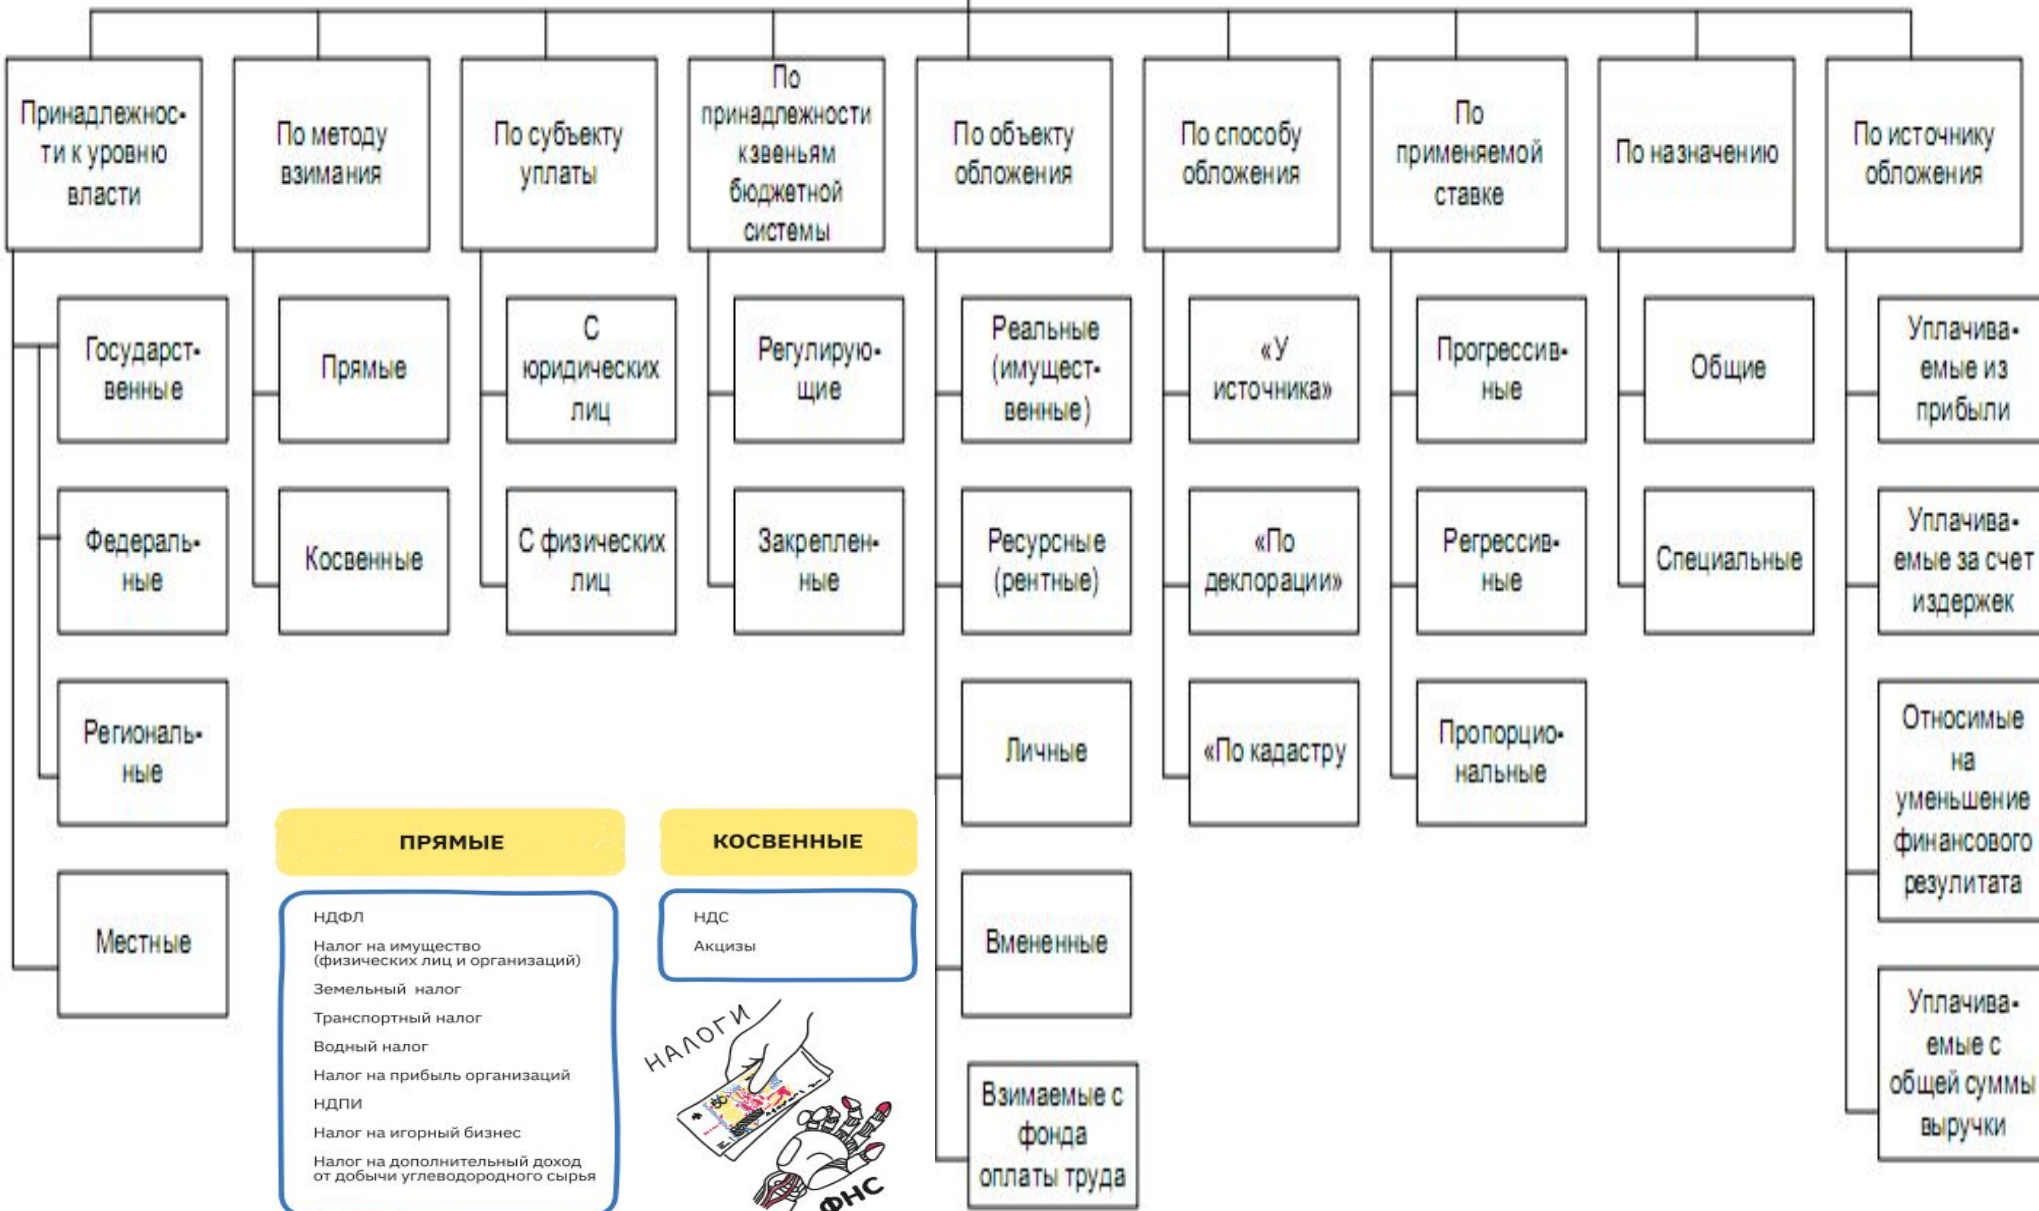 Принадлежнос-
ти к уровню
власти
По методу
взимания
По субъекту
уплаты
По
принадлежности
к звеньям
бюджетной
системы
По объекту
обложения
По способу
обложения
По
применяемой
ставке
По назначению
По источнику
обложения
Государст-
венные
Федераль-
ные
Региональ-
ные
Местные
Прямые
Косвенные
С
юридических
лиц
С физических
лиц
Регулирую-
щие
Закреплен-
ные
Реальные
(имущест-
венные)
Ресурсные
(рентные)
Личные
Вмененные
Взимаемые с
фонда
оплаты труда
«У
источника»
«По
деклорации»
«По кадастру
Прогрессив-
ные
Регрессив-
ные
Пропорцио-
нальные
Общие
Специальные
Уплачива-
емые из
прибыли
Уплачива-
емые за счет
издержек
Относимые
на
уменьшение
финансового
резулитата
Уплачива-
емые с
общей суммы
выручки
ПРЯМЫЕ
НДФЛ
Налог на имущество
(физических лиц и организаций)
Земельный налог
Транспортный налог
Водный налог
Налог на прибыль организаций
НДПИ
Налог на игорный бизнес
Налог на дополнительный доход
от добычи углеводородного сырья
КОСВЕННЫЕ
НДС
Акцизы
НАЛОГИ
ФНС